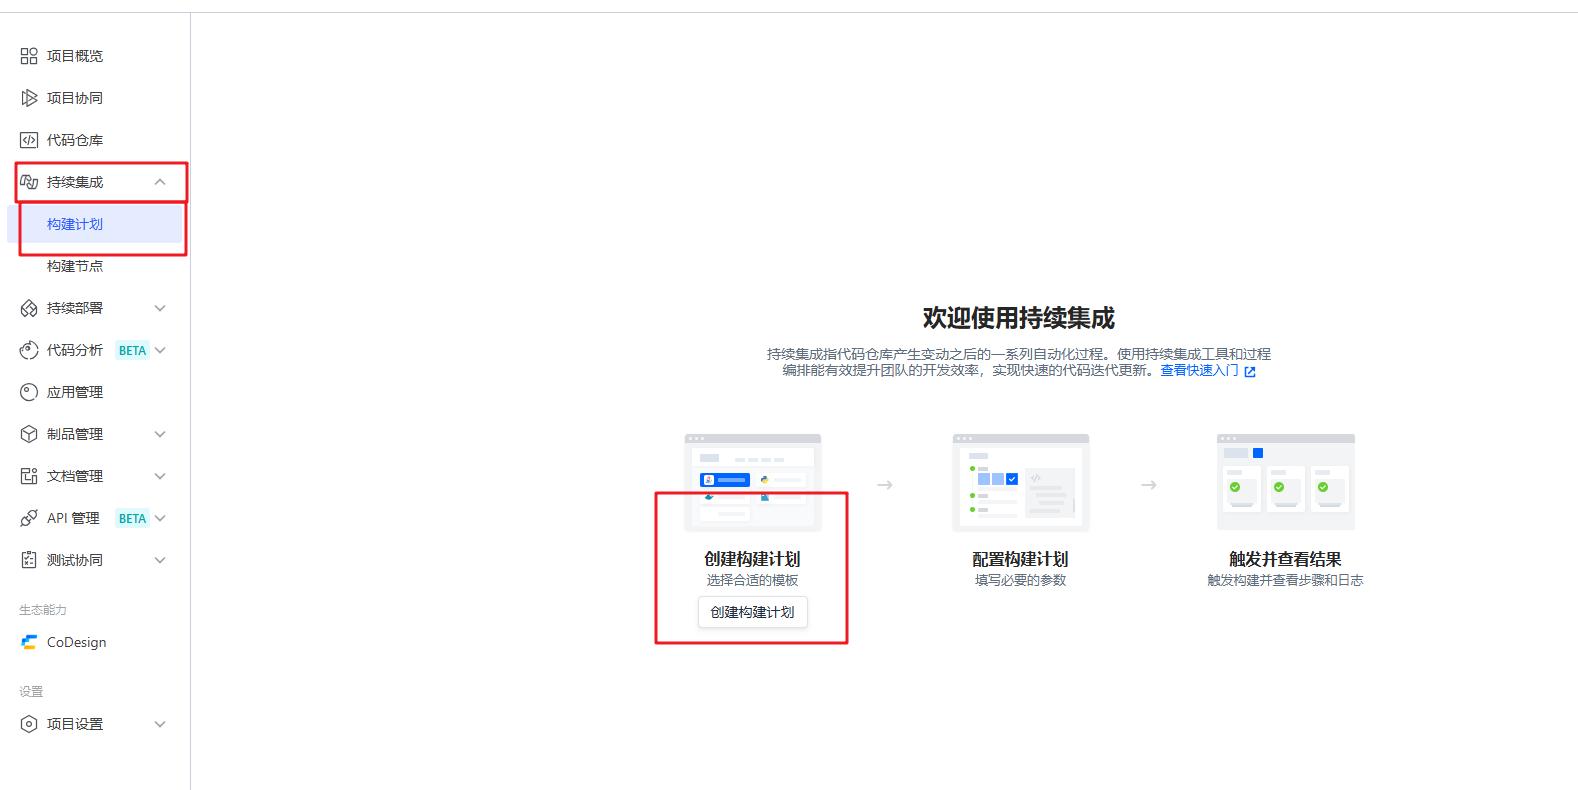 项目概览
项目协同
代码仓库
持续集成
构建计划
构建节点
持续部署
代码分析 BETA
应用管理
制品管理
文档管理
API 管理 BETA
测试协同
生态能力
CoDesign
设置
项目设置
欢迎使用持续集成
持续集成指代码仓库产生变动之后的一系列自动化过程。使用持续集成工具和过程
编排能有效提升团队的开发效率，实现快速的代码迭代更新。查看快速入门
创建构建计划
选择合适的模板
创建构建计划
配置构建计划
填写必要的参数
触发并查看结果
触发构建并查看步骤和日志